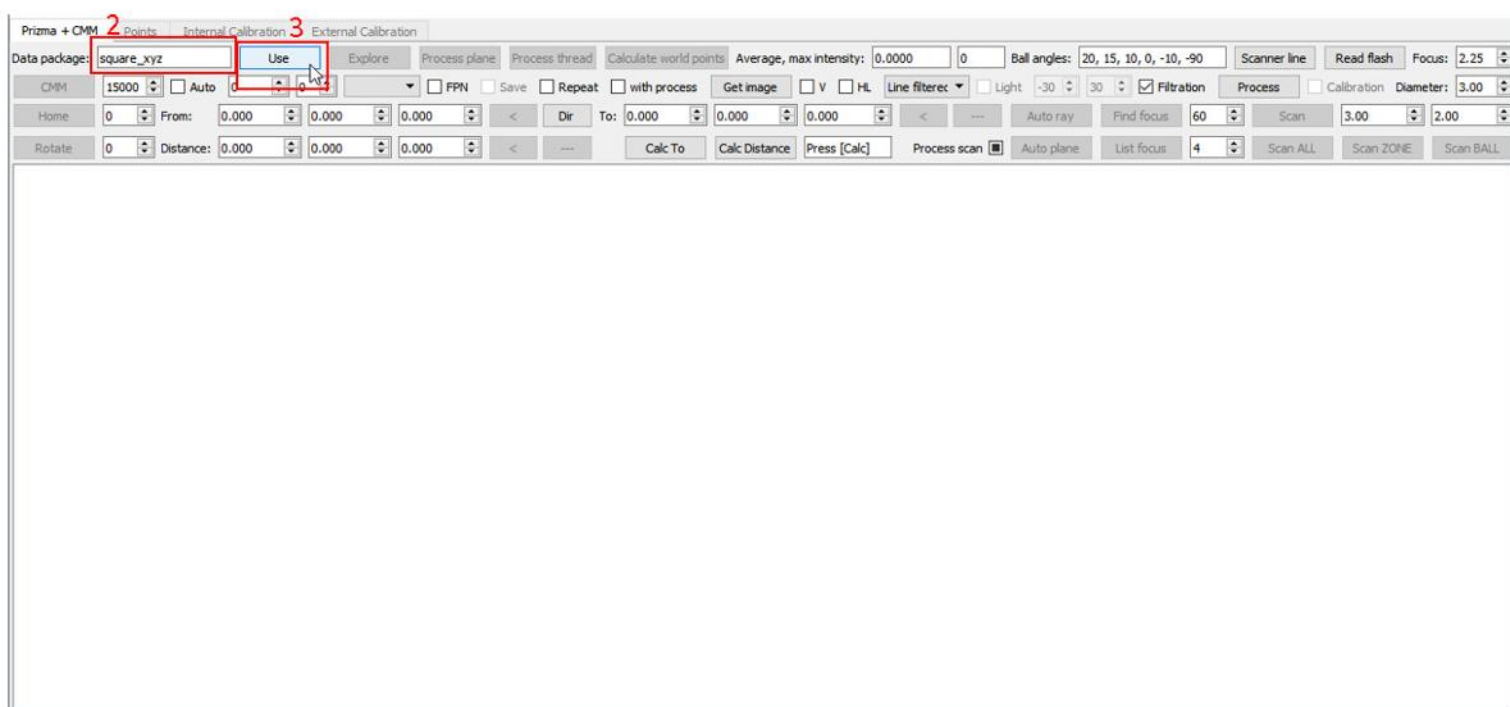 Prizma + CMM 2 Points Internal Calibration 3 External Calibration
Data package: square_xyz Use Explore Process plane Process thread Calculate world points Average, max intensity: 0.0000 0 Ball angles: 20, 15, 10, 0, -10, -90 Scanner line Read flash Focus: 2.25
CMM 15000 Auto 0 0 FPN Save Repeat with process Get image V HL Line filterec Light -30 30 Filtration Process Calibration Diameter: 3.00
Home 0 From: 0.000 0.000 0.000 < Dir To: 0.000 0.000 0.000 < --- Auto ray Find focus 60 Scan 3.00 2.00
Rotate 0 Distance: 0.000 0.000 0.000 < --- Calc To Calc Distance Press [Calc] Process scan Auto plane List focus 4 Scan ALL Scan ZONE Scan BALL